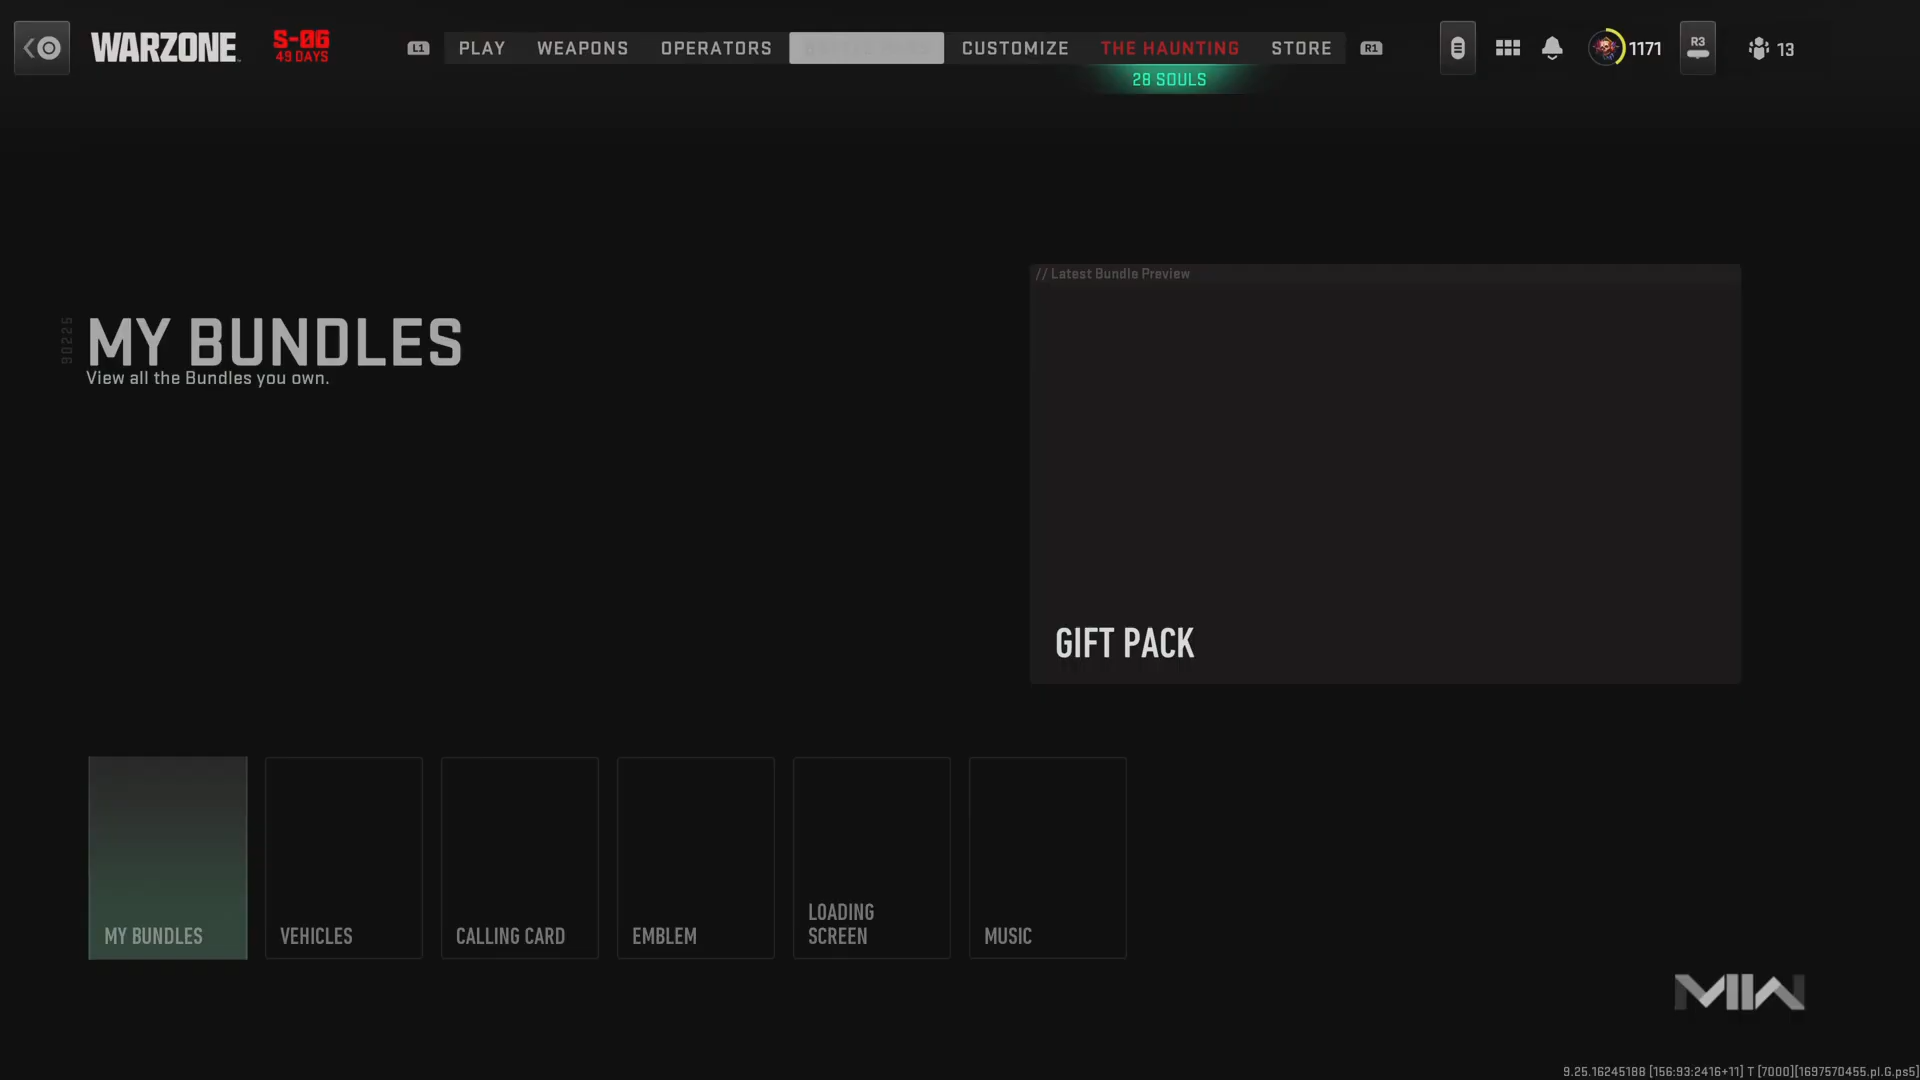 WARZONE
S-06
49 DAYS
L1
PLAY
WEAPONS
OPERATORS
CUSTOMIZE
THE HAUNTING
28 SOULS
STORE
R1
1171
R3
13
// Latest Bundle Preview
MY BUNDLES
View all the Bundles you own.
GIFT PACK
MY BUNDLES
VEHICLES
CALLING CARD
EMBLEM
LOADING
SCREEN
MUSIC
MW
9.25.16245188 [156:93:2416+11] T [7000][1697570455.pl.G.ps5]